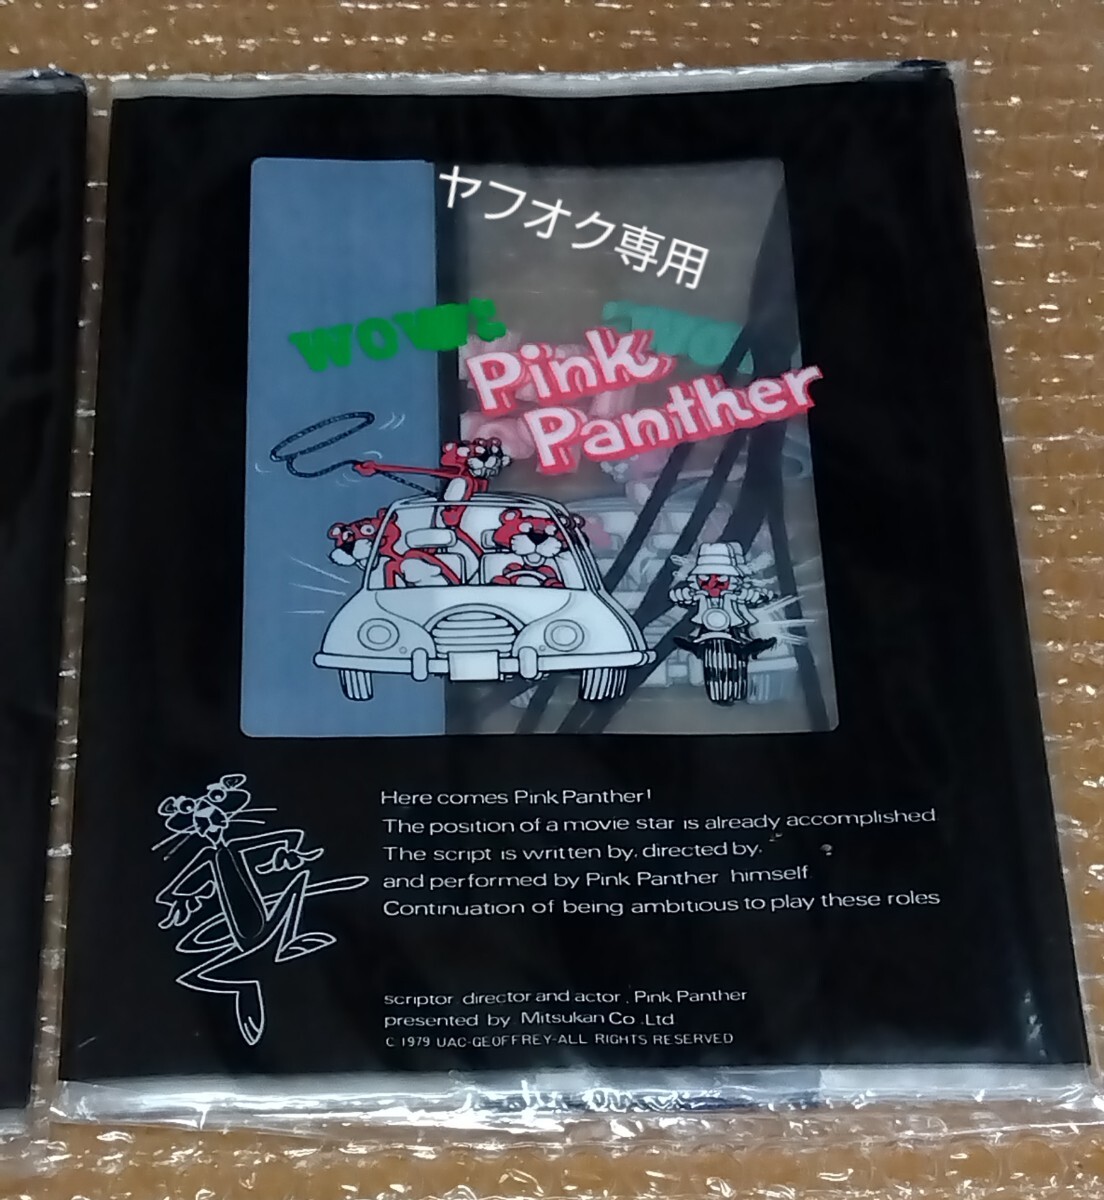 ヤフオク専用
WOW!
Pink
Panther
Here comes Pink Panther!
The position of a movie star is already accomplished.
The script is written by, directed by,
and performed by Pink Panther himself.
Continuation of being ambitious to play these roles
scriptor director and actor. Pink Panther
presented by Mitsukan Co.Ltd
C 1979 UAC-GEOFFREY-ALL RIGHTS RESERVED